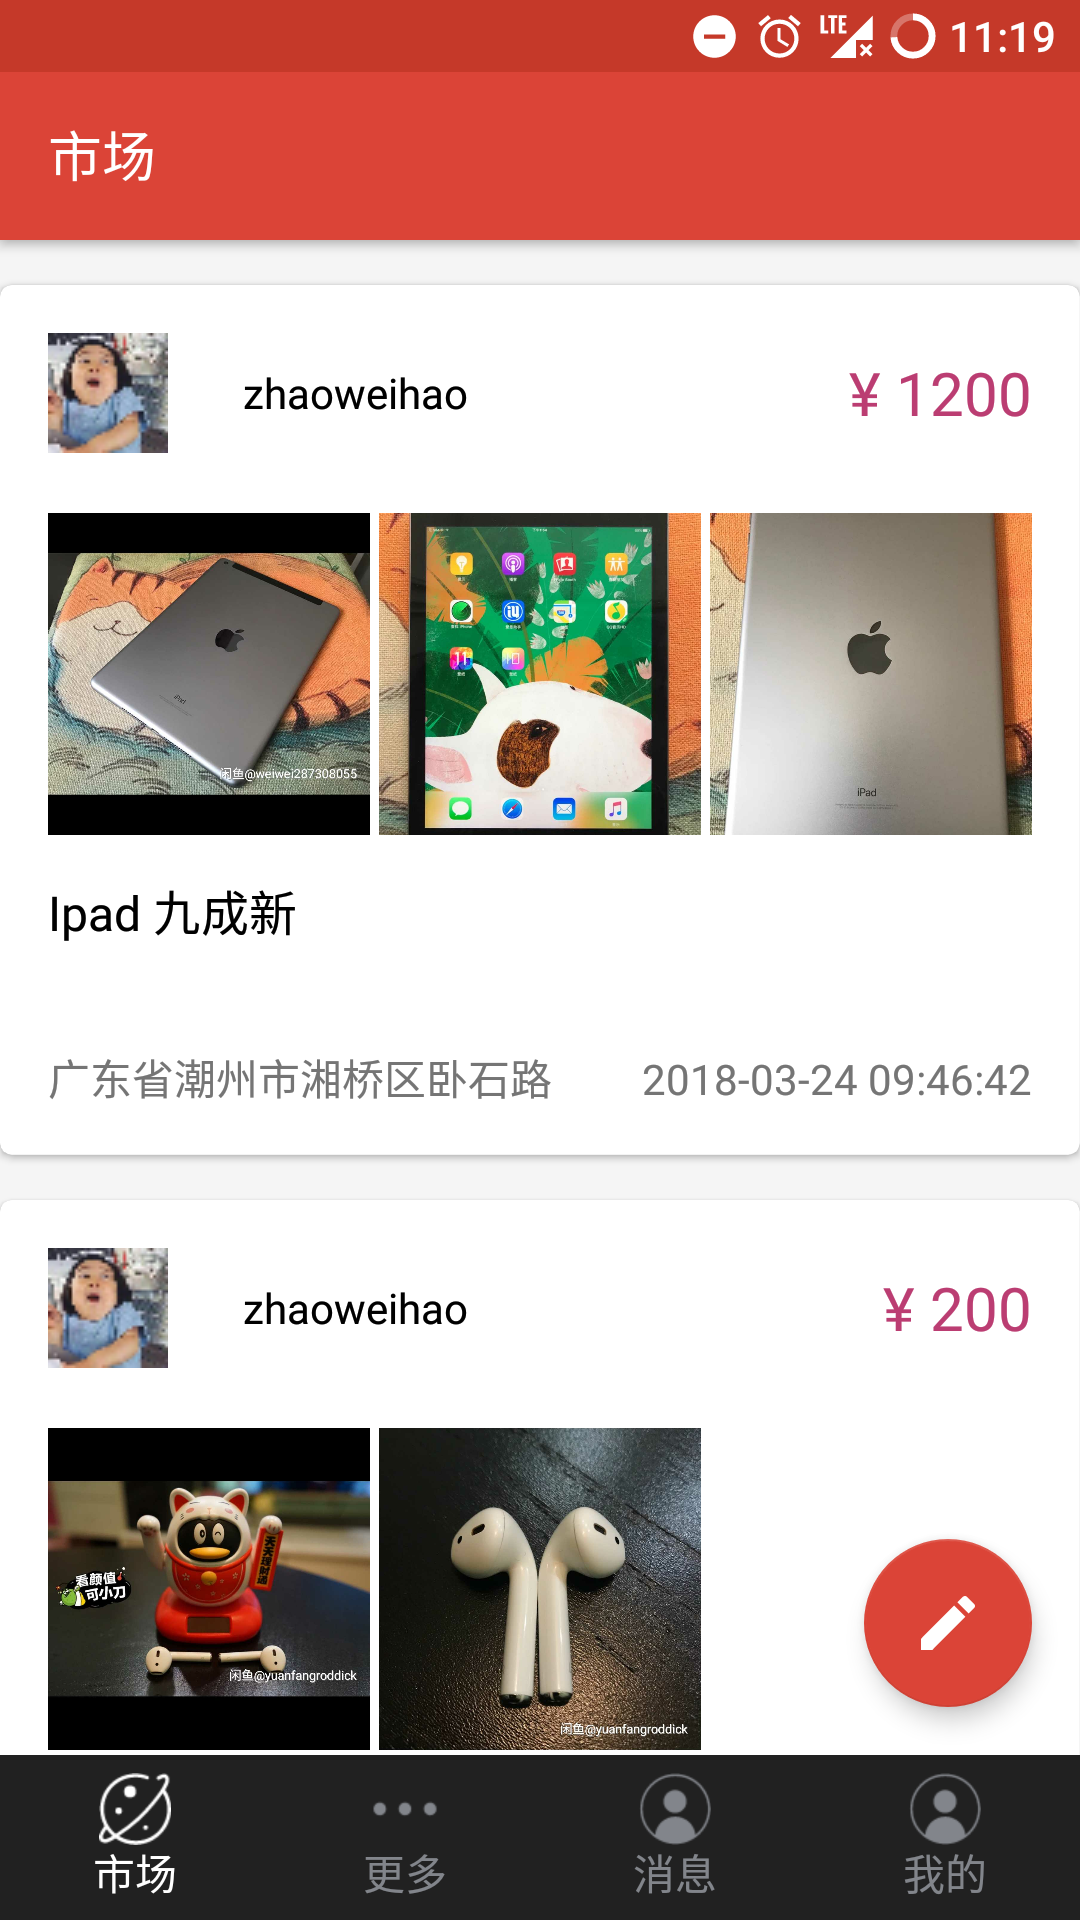 LTE 11:19
市场
zhaoweihao ¥ 1200
闲鱼@weiwei287308055
iPad
iPad
Ipad 九成新
广东省潮州市湘桥区卧石路 2018-03-24 09:46:42
zhaoweihao ¥ 200
看颜值
可小刀
闲鱼@yuanfangroddick
闲鱼@yuanfangroddick
市场 更多 消息 我的